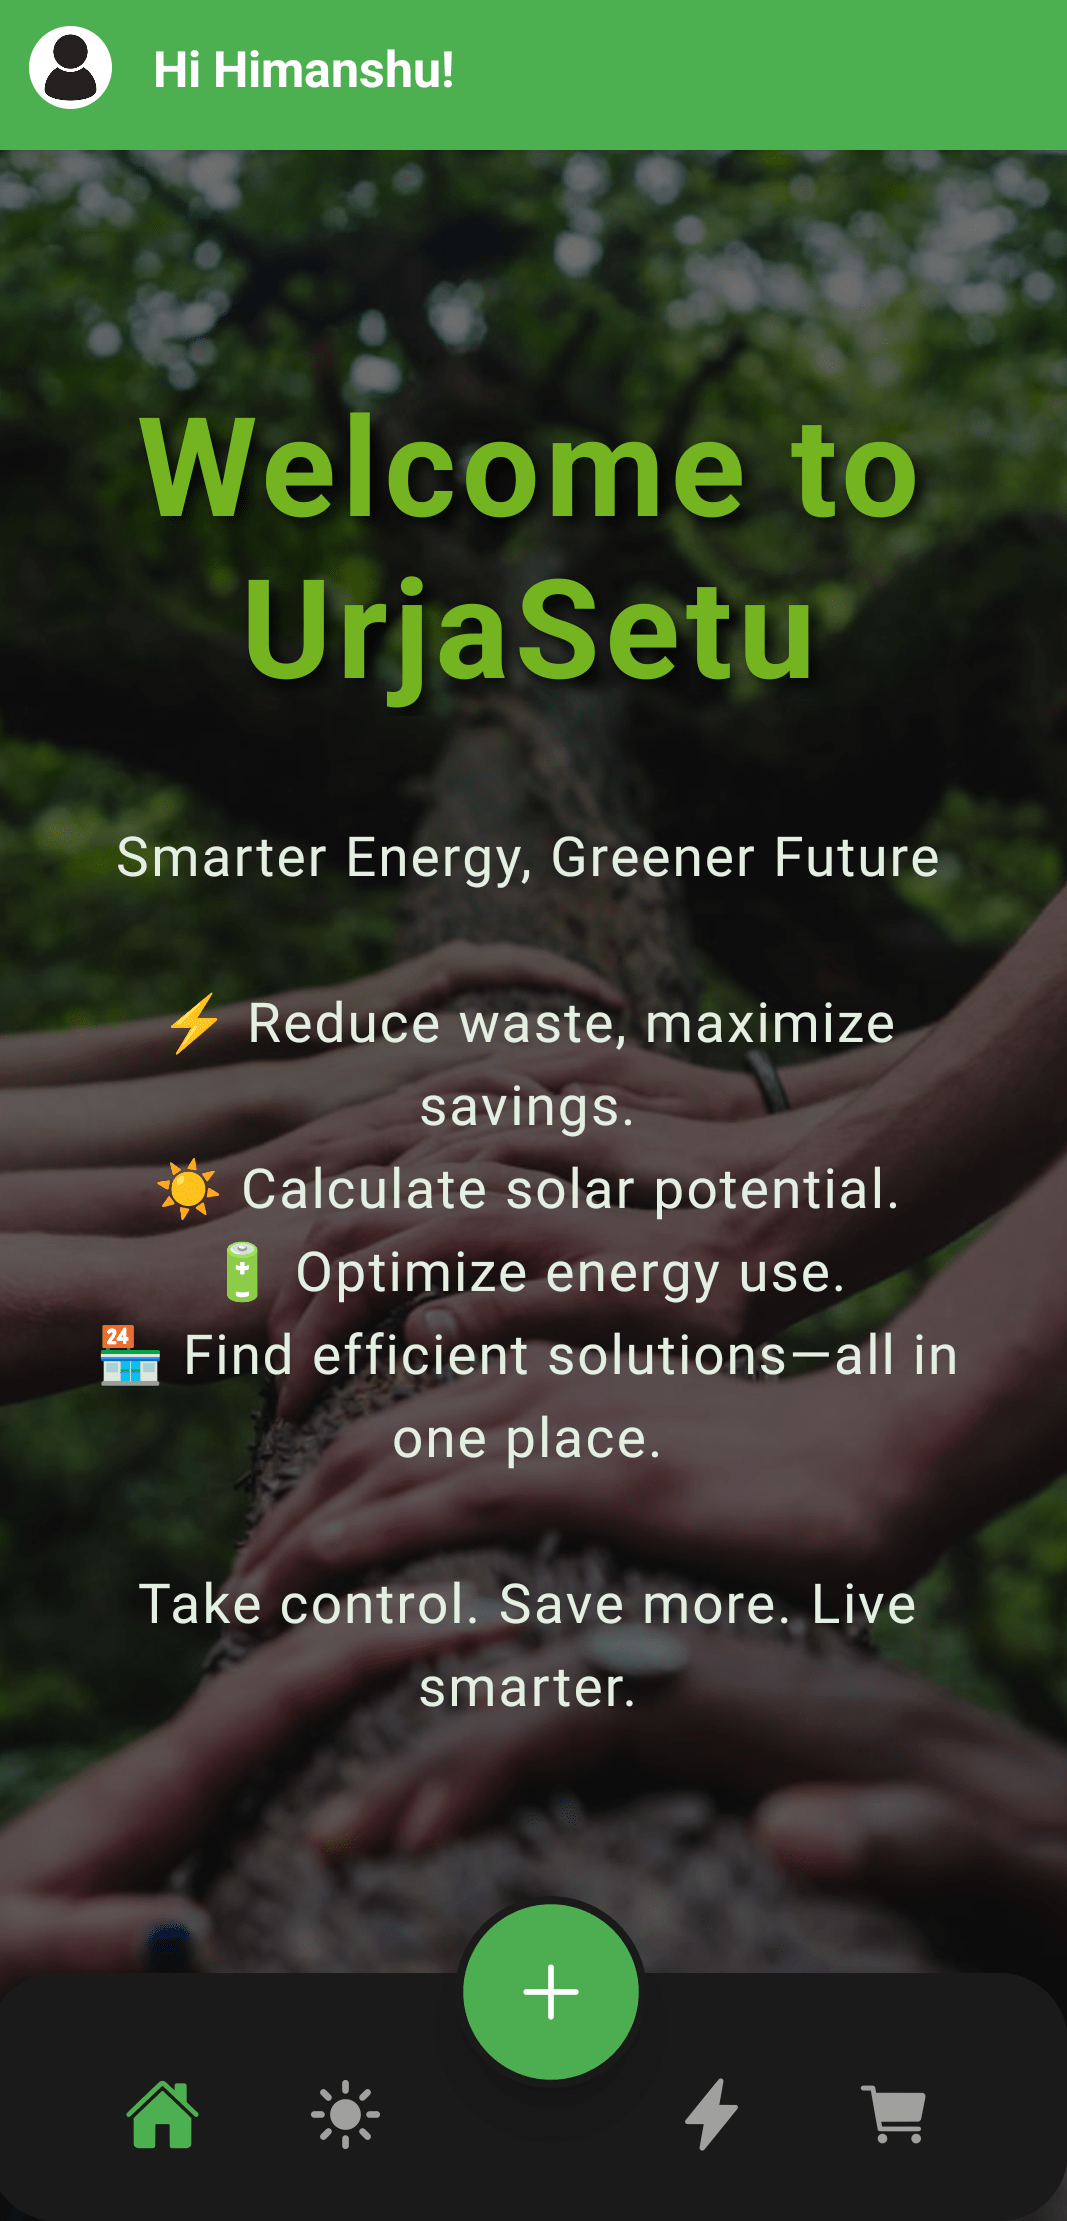 Hi Himanshu!
Welcome to
UrjaSetu
Smarter Energy, Greener Future
⚡ Reduce waste, maximize
savings.
☀️ Calculate solar potential.
🔋 Optimize energy use.
🏪 Find efficient solutions—all in
one place.
Take control. Save more. Live
smarter.